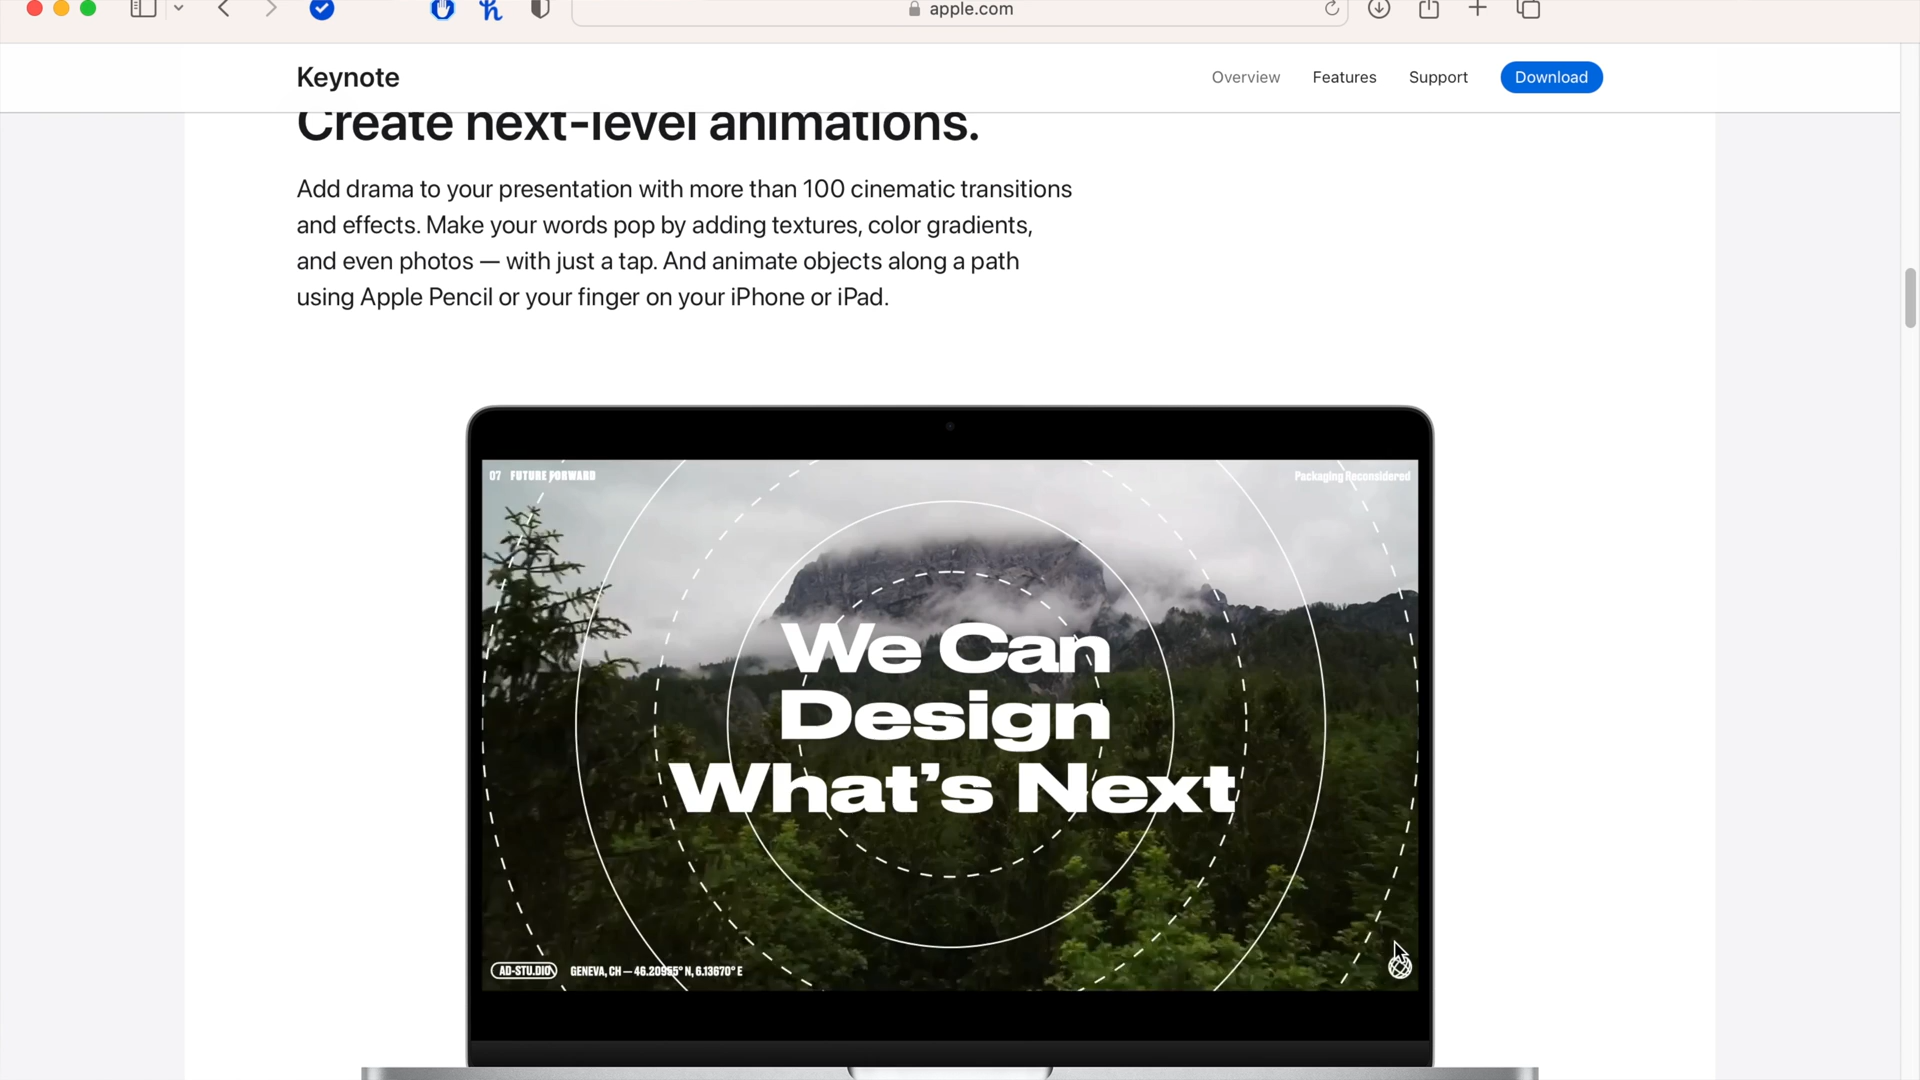 apple.com
Keynote
Overview
Features
Support
Download
Create next-level animations.
Add drama to your presentation with more than 100 cinematic transitions
and effects. Make your words pop by adding textures, color gradients,
and even photos — with just a tap. And animate objects along a path
using Apple Pencil or your finger on your iPhone or iPad.
07 FUTURE FORWARD
Packaging Reconsidered
We Can
Design
What’s Next
AD-STU.DIO
GENEVA, CH — 46.20955° N, 6.13670° E